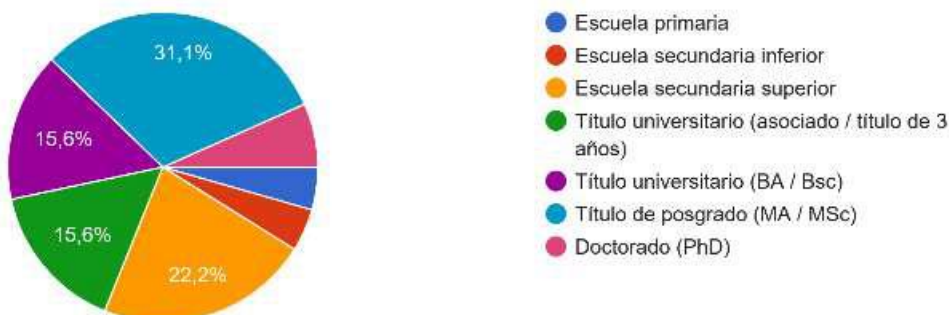 31,1%
15,6%
15,6%
22,2%
Escuela primaria
Escuela secundaria inferior
Escuela secundaria superior
Título universitario (asociado / título de 3
años)
Título universitario (BA / Bsc)
Título de posgrado (MA / MSc)
Doctorado (PhD)